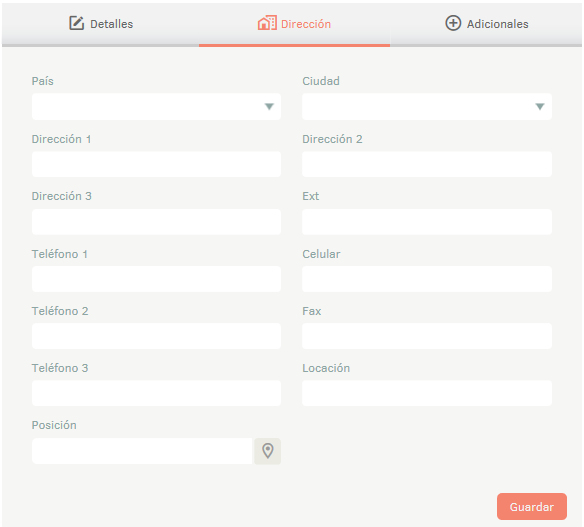 Detalles Dirección Adicionales
País Ciudad
Dirección 1 Dirección 2
Dirección 3 Ext
Teléfono 1 Celular
Teléfono 2 Fax
Teléfono 3 Locación
Posición
Guardar